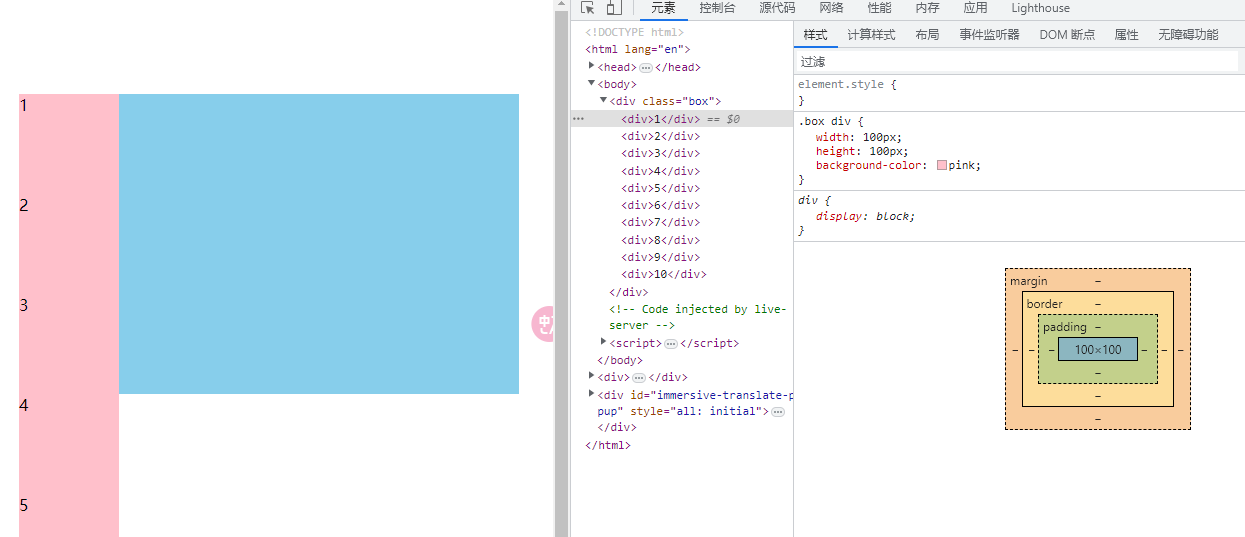 1
2
3
4
5
元素 控制台 源代码 网络 性能 内存 应用 Lighthouse
<!DOCTYPE html>
<html lang="en">
<head>…</head>
<body>
<div class="box">
<div>1</div> == $0
<div>2</div>
<div>3</div>
<div>4</div>
<div>5</div>
<div>6</div>
<div>7</div>
<div>8</div>
<div>9</div>
<div>10</div>
</div>
<!-- Code injected by live-
server -->
<script>…</script>
</body>
<div>…</div>
<div id="immersive-translate-p
pup" style="all: initial">…
</div>
</html>
样式 计算样式 布局 事件监听器 DOM 断点 属性 无障碍功能
过滤
element.style {
}
.box div {
width: 100px;
height: 100px;
background-color: pink;
}
div {
display: block;
}
margin –
border –
padding –
– – – 100×100 – – –
–
–
–